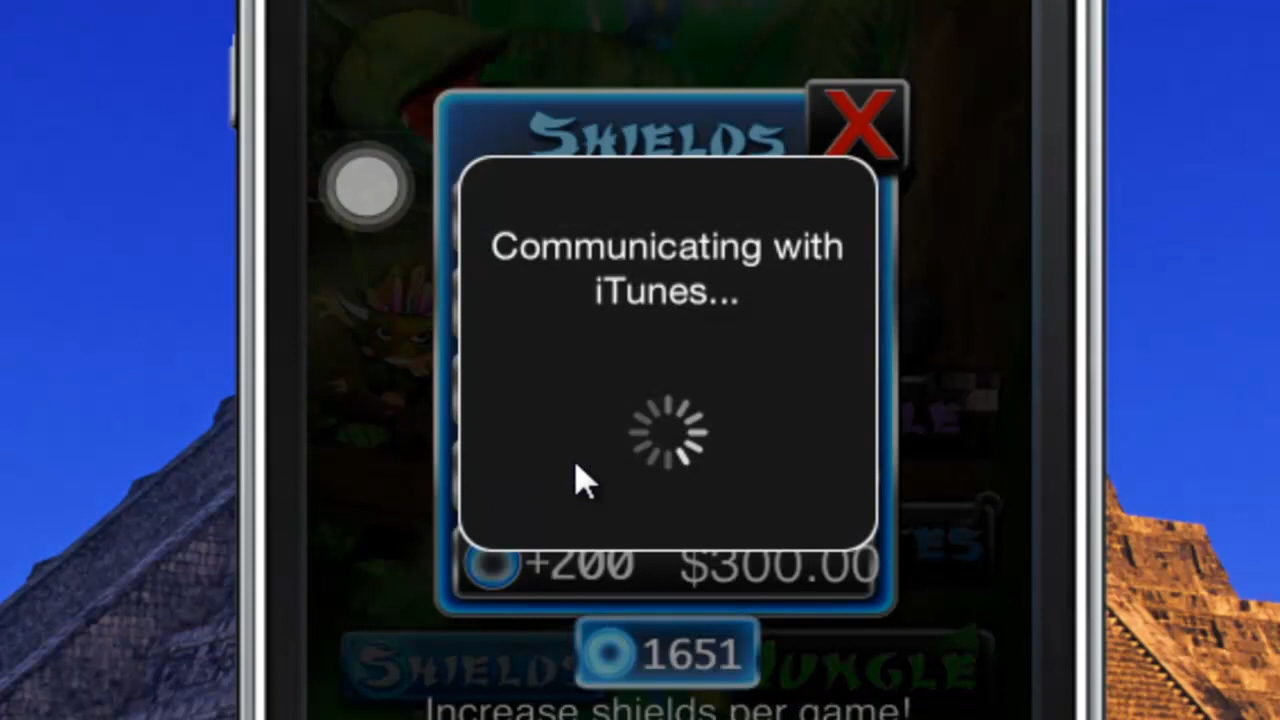 SHIELDS
X
Communicating with
iTunes...
+200 $300.00
1651
SHIELDS JUNGLE
Increase shields per game!